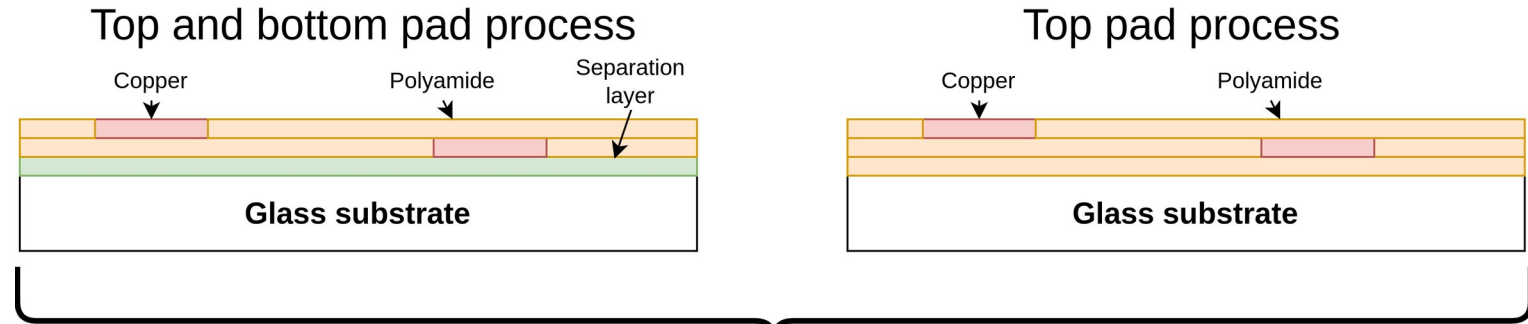 Top and bottom pad process
Copper
Polyamide
Separation
layer
Glass substrate
Top pad process
Copper
Polyamide
Glass substrate